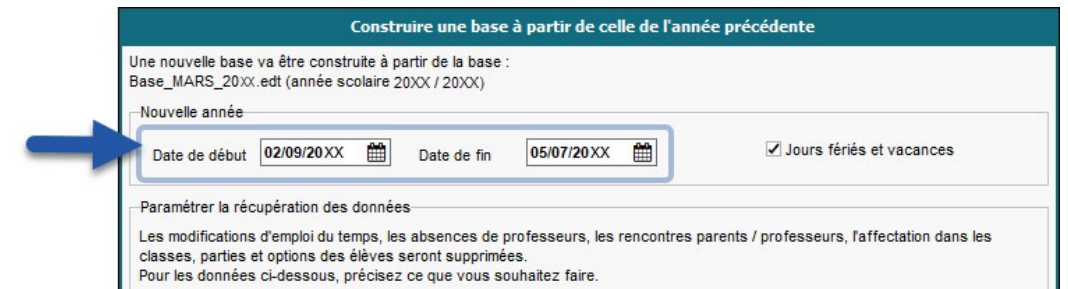 Construire une base à partir de celle de l'année précédente
Une nouvelle base va être construite à partir de la base :
Base_MARS_20XX.edt (année scolaire 20XX / 20XX)
Nouvelle année
Date de début 02/09/20XX Date de fin 05/07/20XX Jours fériés et vacances
Paramétrer la récupération des données
Les modifications d'emploi du temps, les absences de professeurs, les rencontres parents / professeurs, l'affectation dans les
classes, parties et options des élèves seront supprimées.
Pour les données ci-dessous, précisez ce que vous souhaitez faire.